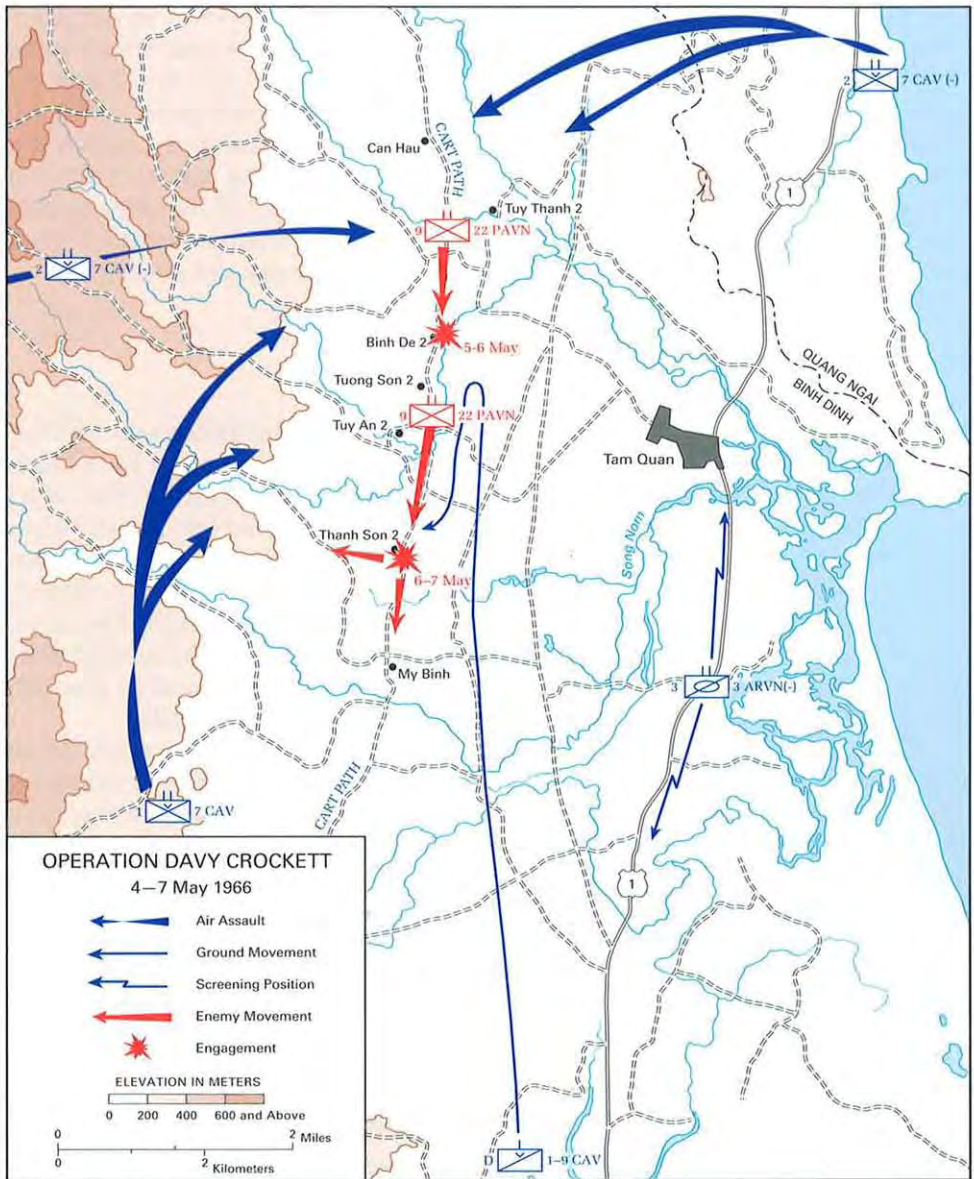 2 7 CAV (-)
Can Hau
CART PATH
1
Tuy Thanh 2
9 22 PAVN
2 7 CAV (-)
Binh De 2
5-6 May
QUANG NGAI
BINH DINH
Tuong Son 2
9 22 PAVN
Tuy An 2
Tam Quan
Thanh Son 2
Song Nom
6–7 May
My Binh
3 3 ARVN(-)
CART PATH
1 7 CAV
1
OPERATION DAVY CROCKETT
4–7 May 1966
Air Assault
Ground Movement
Screening Position
Enemy Movement
Engagement
ELEVATION IN METERS
0 200 400 600 and Above
0 2 Miles
0 2
Kilometers
D 1–9 CAV